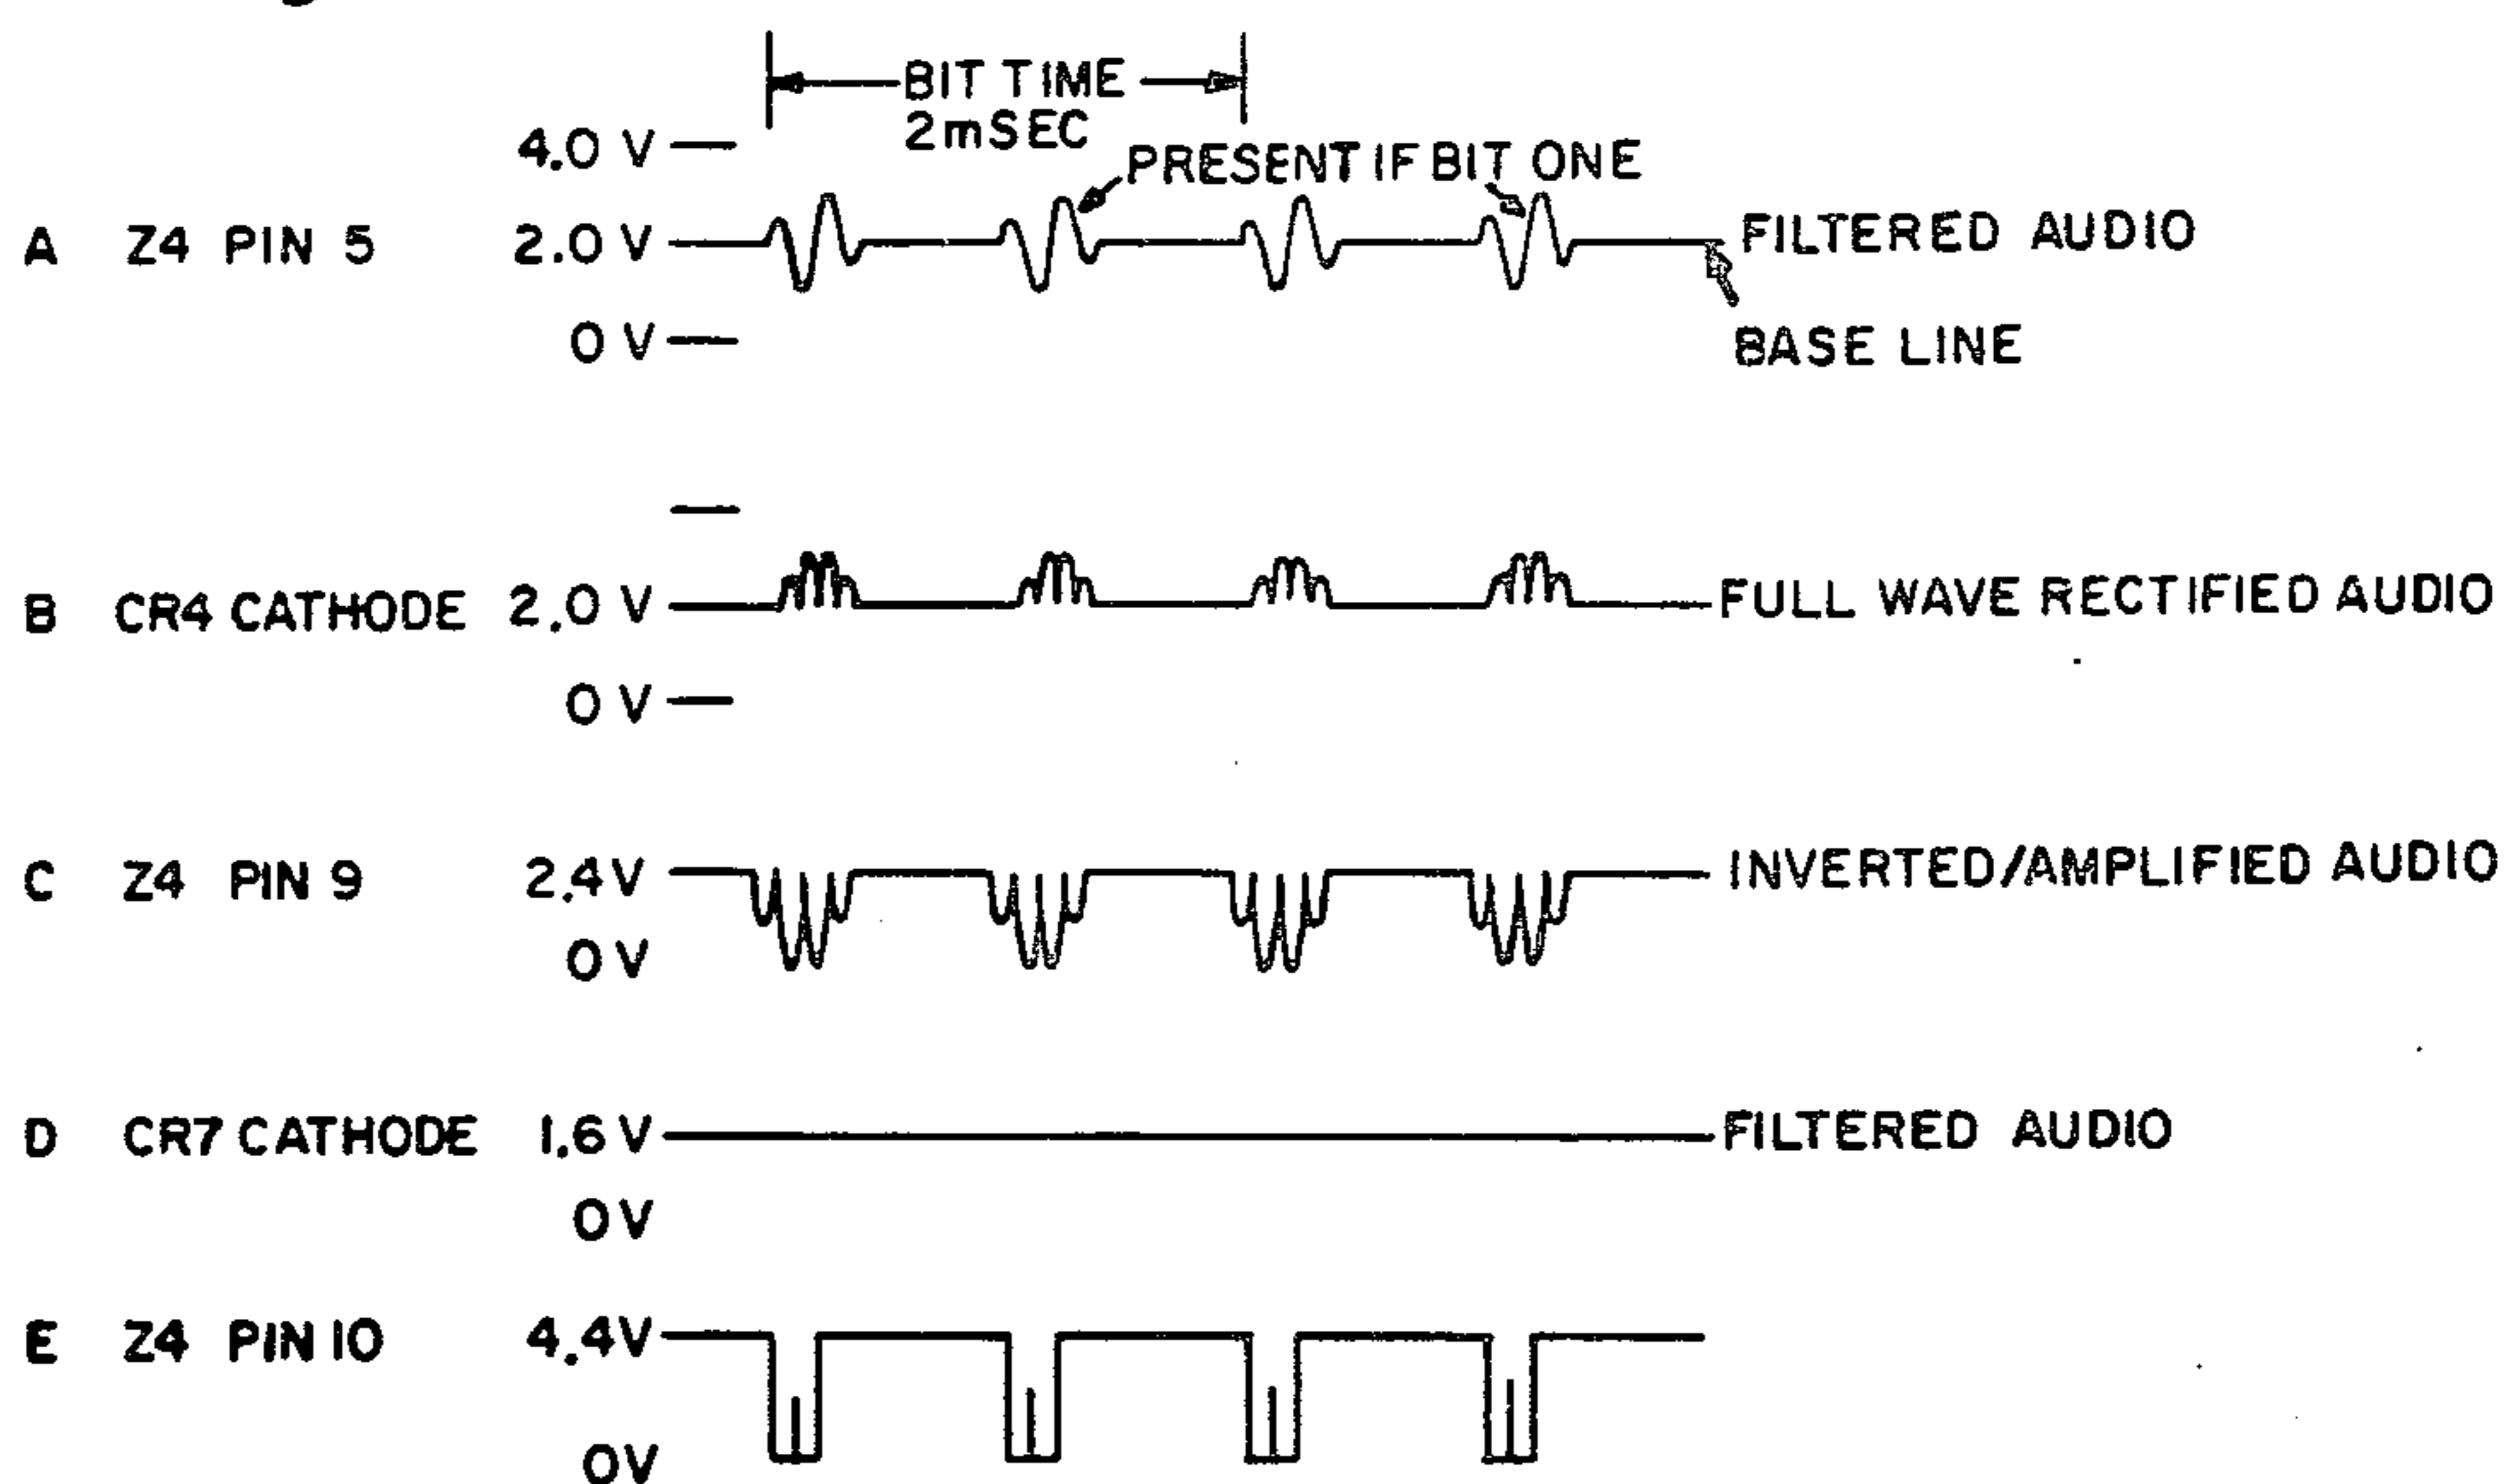 BIT TIME
2mSEC
4.0 V
PRESENT IF BIT ONE
A Z4 PIN 5 2.0 V FILTERED AUDIO
0 V
BASE LINE
B CR4 CATHODE 2.0 V FULL WAVE RECTIFIED AUDIO
0 V
C Z4 PIN 9 2.4V INVERTED/AMPLIFIED AUDIO
0V
D CR7 CATHODE 1.6 V FILTERED AUDIO
0V
E Z4 PIN 10 4.4V
0V